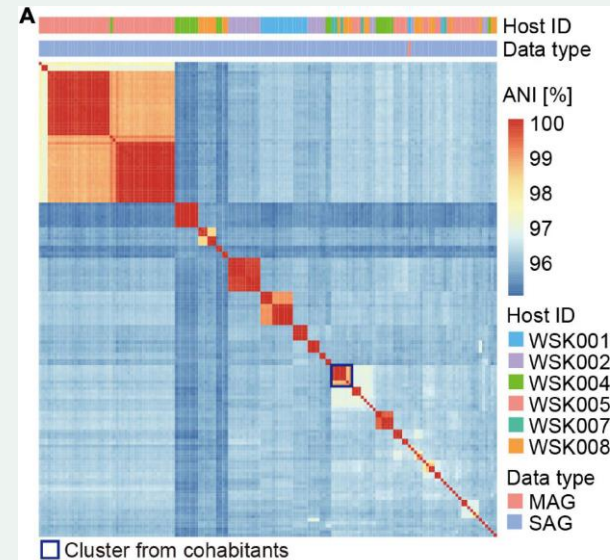 A
Host ID
Data type
ANI [%]
100
99
98
97
96
Host ID
WSK001
WSK002
WSK004
WSK005
WSK007
WSK008
Data type
MAG
SAG
Cluster from cohabitants